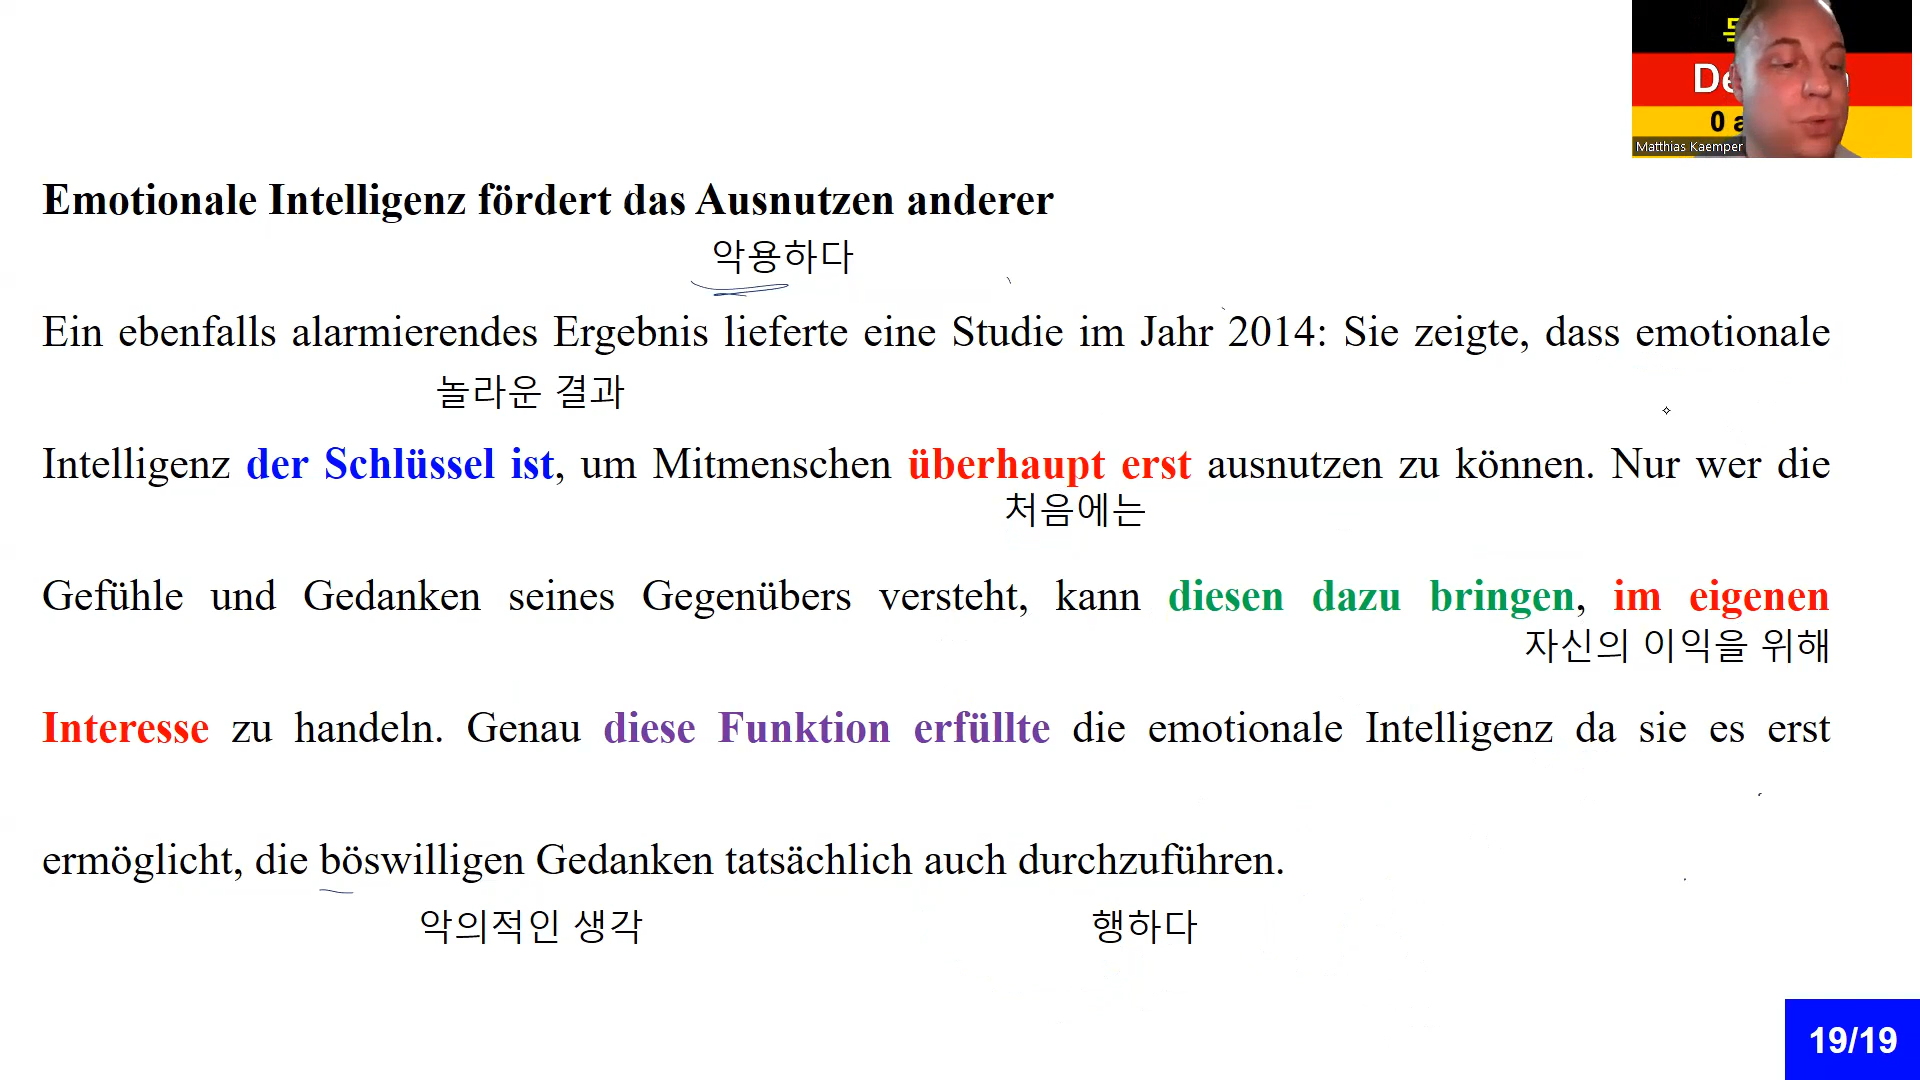 Matthias Kaemper
Emotionale Intelligenz fördert das Ausnutzen anderer
악용하다
Ein ebenfalls alarmierendes Ergebnis lieferte eine Studie im Jahr 2014: Sie zeigte, dass emotionale
놀라운 결과
Intelligenz der Schlüssel ist, um Mitmenschen überhaupt erst ausnutzen zu können. Nur wer die
처음에는
Gefühle und Gedanken seines Gegenübers versteht, kann diesen dazu bringen, im eigenen
자신의 이익을 위해
Interesse zu handeln. Genau diese Funktion erfüllte die emotionale Intelligenz da sie es erst
ermöglicht, die böswilligen Gedanken tatsächlich auch durchzuführen.
악의적인 생각 행하다
19/19